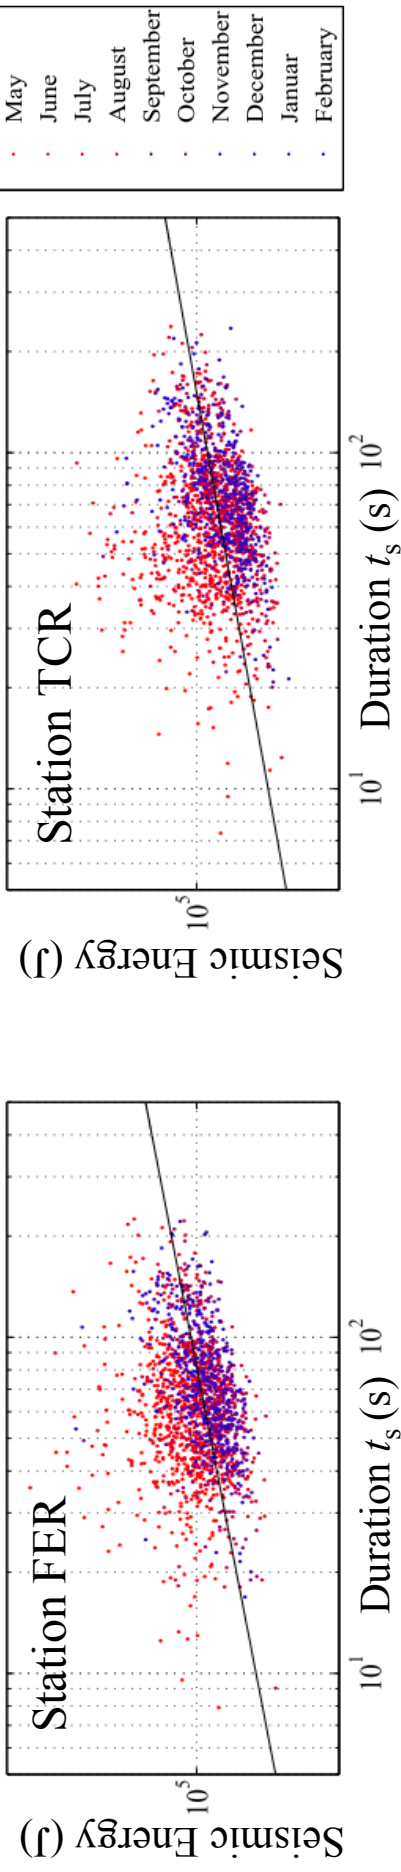 Station FER
Seismic Energy (J)
10^5
10^1
10^2
Duration t_s (s)
Station TCR
Seismic Energy (J)
10^5
10^1
10^2
Duration t_s (s)
May
June
July
August
September
October
November
December
Januar
February